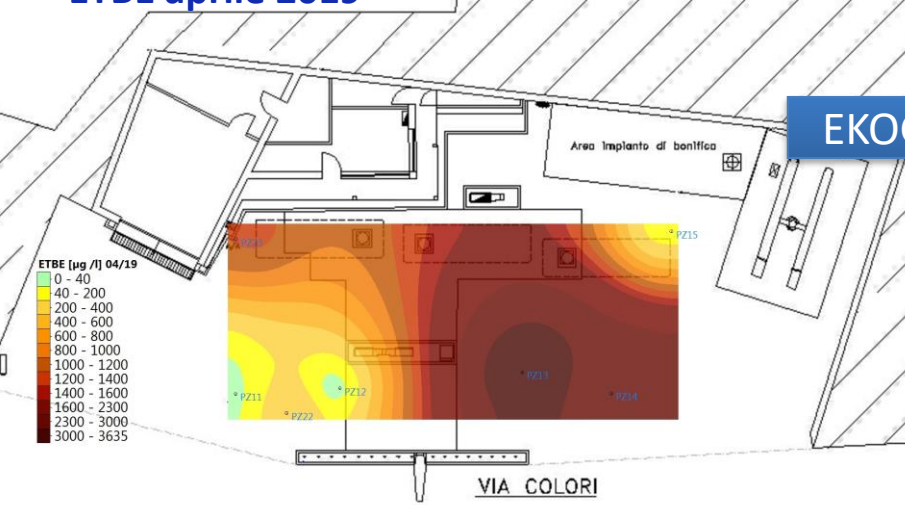 ETBE aprile 2019
Area Impianto di bonifica
PZ15
ETBE [µg /l] 04/19
0 - 40
40 - 200
200 - 400
400 - 600
600 - 800
800 - 1000
1000 - 1200
1200 - 1400
1400 - 1600
1600 - 2300
2300 - 3000
3000 - 3635
PZ11
PZ22
PZ12
PZ13
PZ14
VIA COLORI